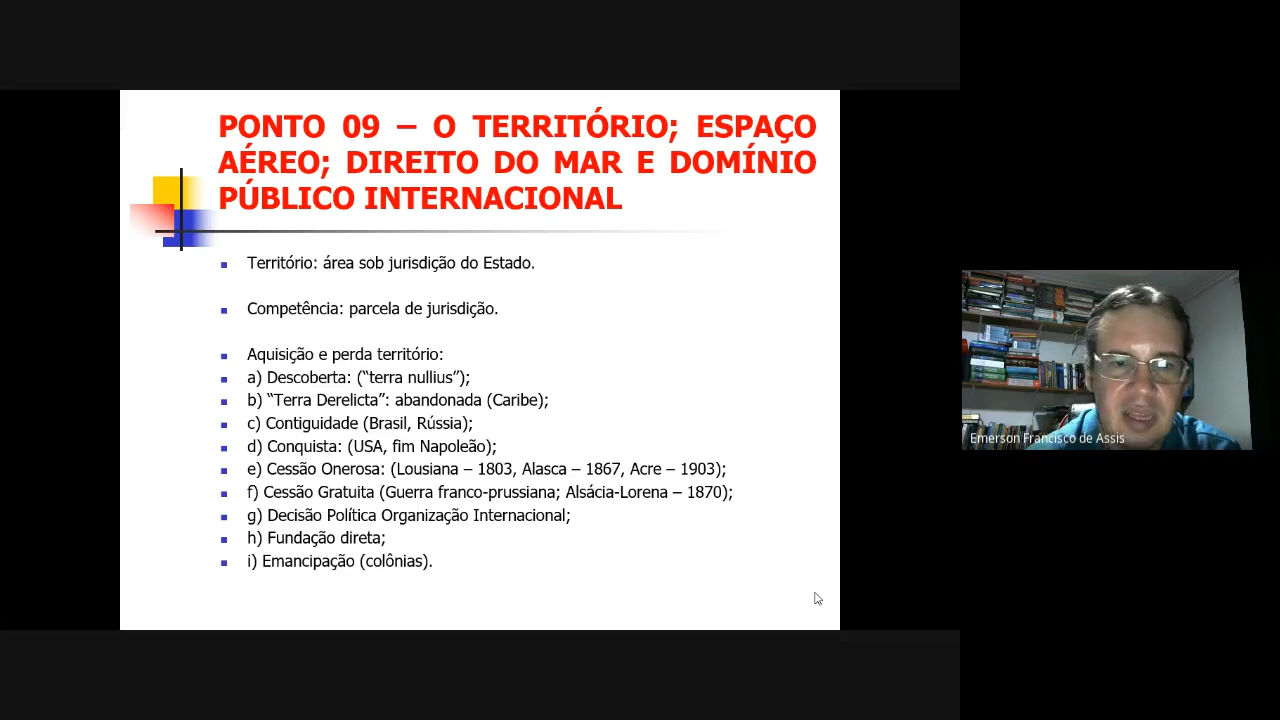 PONTO 09 – O TERRITÓRIO; ESPAÇO
AÉREO; DIREITO DO MAR E DOMÍNIO
PÚBLICO INTERNACIONAL
Território: área sob jurisdição do Estado.
Competência: parcela de jurisdição.
Aquisição e perda território:
a) Descoberta: (“terra nullius”);
b) “Terra Derelicta”: abandonada (Caribe);
c) Contiguidade (Brasil, Rússia);
d) Conquista: (USA, fim Napoleão);
e) Cessão Onerosa: (Lousiana – 1803, Alasca – 1867, Acre – 1903);
f) Cessão Gratuita (Guerra franco-prussiana; Alsácia-Lorena – 1870);
g) Decisão Política Organização Internacional;
h) Fundação direta;
i) Emancipação (colônias).
Emerson Francisco de Assis